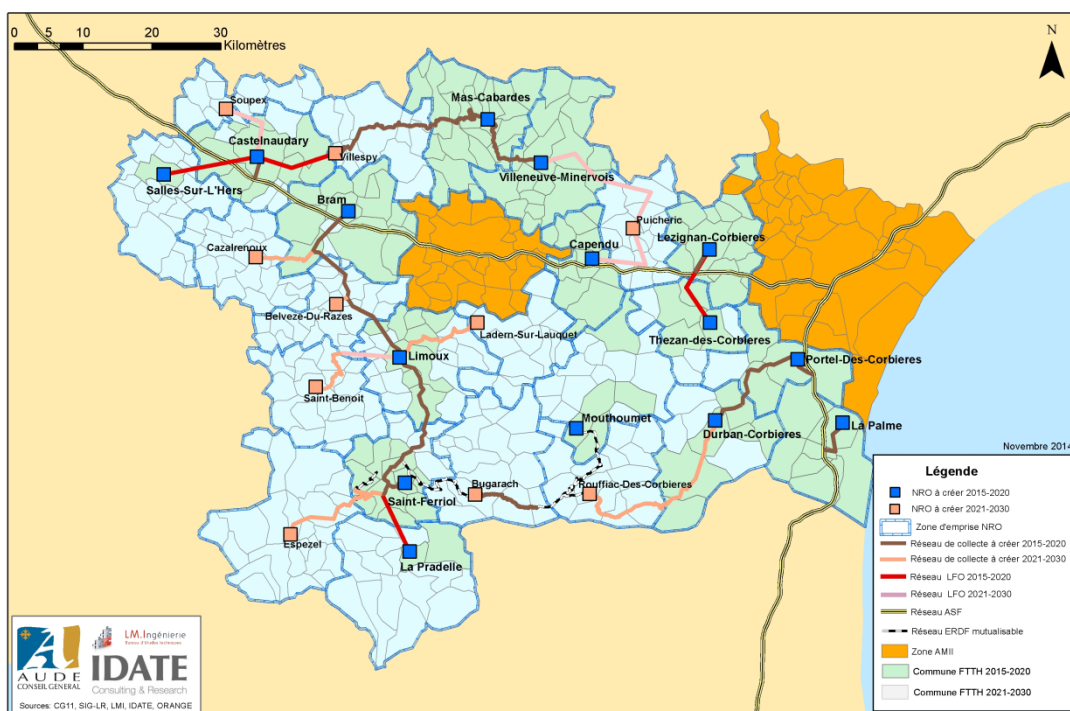 0 10 20 30
Kilomètres
N
Soupex
Mas-Cabardes
Castelnaudary
Villespy
Salles-Sur-L'Hers
Villeneuve-Minervois
Bram
Puicheric
Lezignan-Corbieres
Cazalrenoux
Capendu
Belveze-Du-Razes
Ladern-Sur-Lauquet
Thezan-des-Corbieres
Limoux
Portel-Des-Corbieres
Saint-Benoit
Mouthoumet
Durban-Corbieres
La Palme
Novembre 2014
Bugarach
Rouffiac-Des-Corbieres
Saint-Ferriol
Espezel
La Pradelle
Légende
NRO à créer 2015-2020
NRO à créer 2021-2030
Zone d'emprise NRO
Réseau de collecte à créer 2015-2020
Réseau de collecte à créer 2021-2030
Réseau LFO 2015-2020
Réseau LFO 2021-2030
Réseau ASF
Réseau ERDF mutualisable
Zone AMII
Commune FTTH 2015-2020
Commune FTTH 2021-2030
AUDE
CONSEIL GENERAL
LM.Ingénierie
IDATE
Consulting & Research
Sources: CG11, SIG-LR, LMI, IDATE, ORANGE